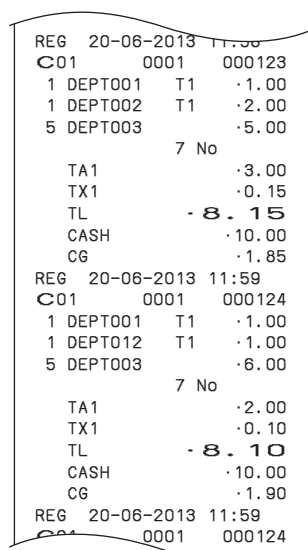 REG 20-06-2013 11:58
C01 0001 000123
1 DEPT001 T1 ·1.00
1 DEPT002 T1 ·2.00
5 DEPT003 ·5.00
7 No
TA1 ·3.00
TX1 ·0.15
TL ·8.15
CASH ·10.00
CG ·1.85
REG 20-06-2013 11:59
C01 0001 000124
1 DEPT001 T1 ·1.00
1 DEPT012 T1 ·1.00
5 DEPT003 ·6.00
7 No
TA1 ·2.00
TX1 ·0.10
TL ·8.10
CASH ·10.00
CG ·1.90
REG 20-06-2013 11:59
C01 0001 000124